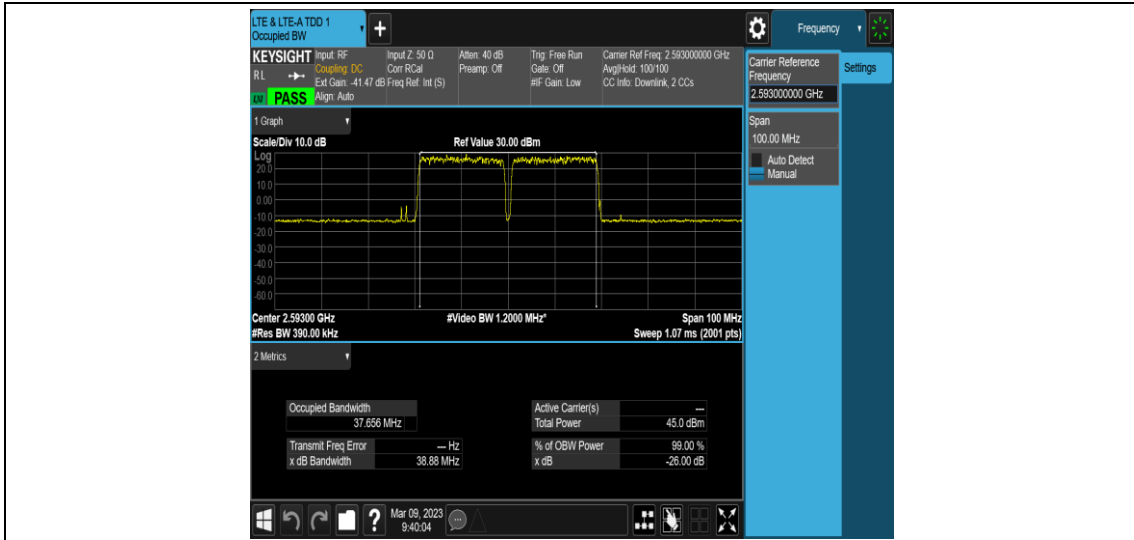 LTE & LTE-A TDD 1
Occupied BW
+
Frequency
KEYSIGHT
RL
LXI
PASS
Input: RF
Coupling: DC
Ext Gain: -41.47 dB
Align: Auto
Input Z: 50 Ω
Corr RCal
Freq Ref: Int (S)
Atten: 40 dB
Preamp: Off
Trig: Free Run
Gate: Off
#IF Gain: Low
Carrier Ref Freq: 2.593000000 GHz
Avg|Hold: 100/100
CC Info: Downlink, 2 CCs
Carrier Reference
Frequency
2.593000000 GHz
Settings
Span
100.00 MHz
Auto Detect
Manual
1 Graph
Scale/Div 10.0 dB
Ref Value 30.00 dBm
Log
20.0
10.0
0.00
-10.0
-20.0
-30.0
-40.0
-50.0
-60.0
Center 2.59300 GHz
#Video BW 1.2000 MHz*
Span 100 MHz
#Res BW 390.00 kHz
Sweep 1.07 ms (2001 pts)
2 Metrics
Occupied Bandwidth
37.656 MHz
Active Carrier(s) ---
Total Power 45.0 dBm
Transmit Freq Error --- Hz
x dB Bandwidth 38.88 MHz
% of OBW Power 99.00 %
x dB -26.00 dB
?
Mar 09, 2023
9:40:04